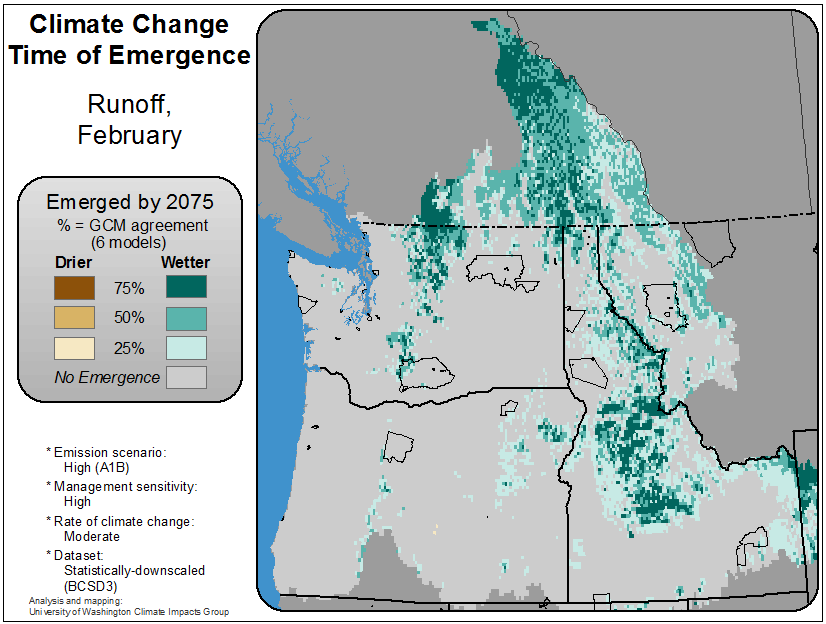 Climate Change
Time of Emergence
Runoff,
February
Emerged by 2075
% = GCM agreement
(6 models)
Drier Wetter
75%
50%
25%
No Emergence
* Emission scenario:
High (A1B)
* Management sensitivity:
High
* Rate of climate change:
Moderate
* Dataset:
Statistically-downscaled
(BCSD3)
Analysis and mapping:
University of Washington Climate Impacts Group